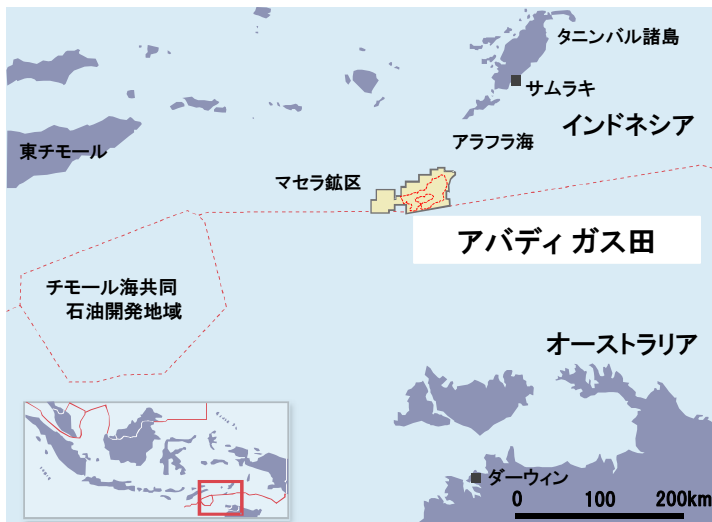 タニンバル諸島
サムラキ
インドネシア
アラフラ海
東チモール
マセラ鉱区
アバディ ガス田
チモール海共同
石油開発地域
オーストラリア
ダーウィン
0 100 200km